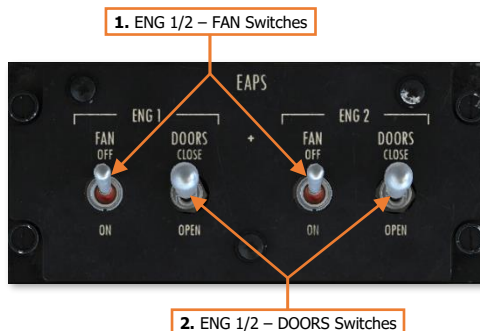 1. ENG 1/2 – FAN Switches
EAPS
ENG 1 ENG 2
FAN DOORS + FAN DOORS
OFF CLOSE OFF CLOSE
ON OPEN ON OPEN
2. ENG 1/2 – DOORS Switches